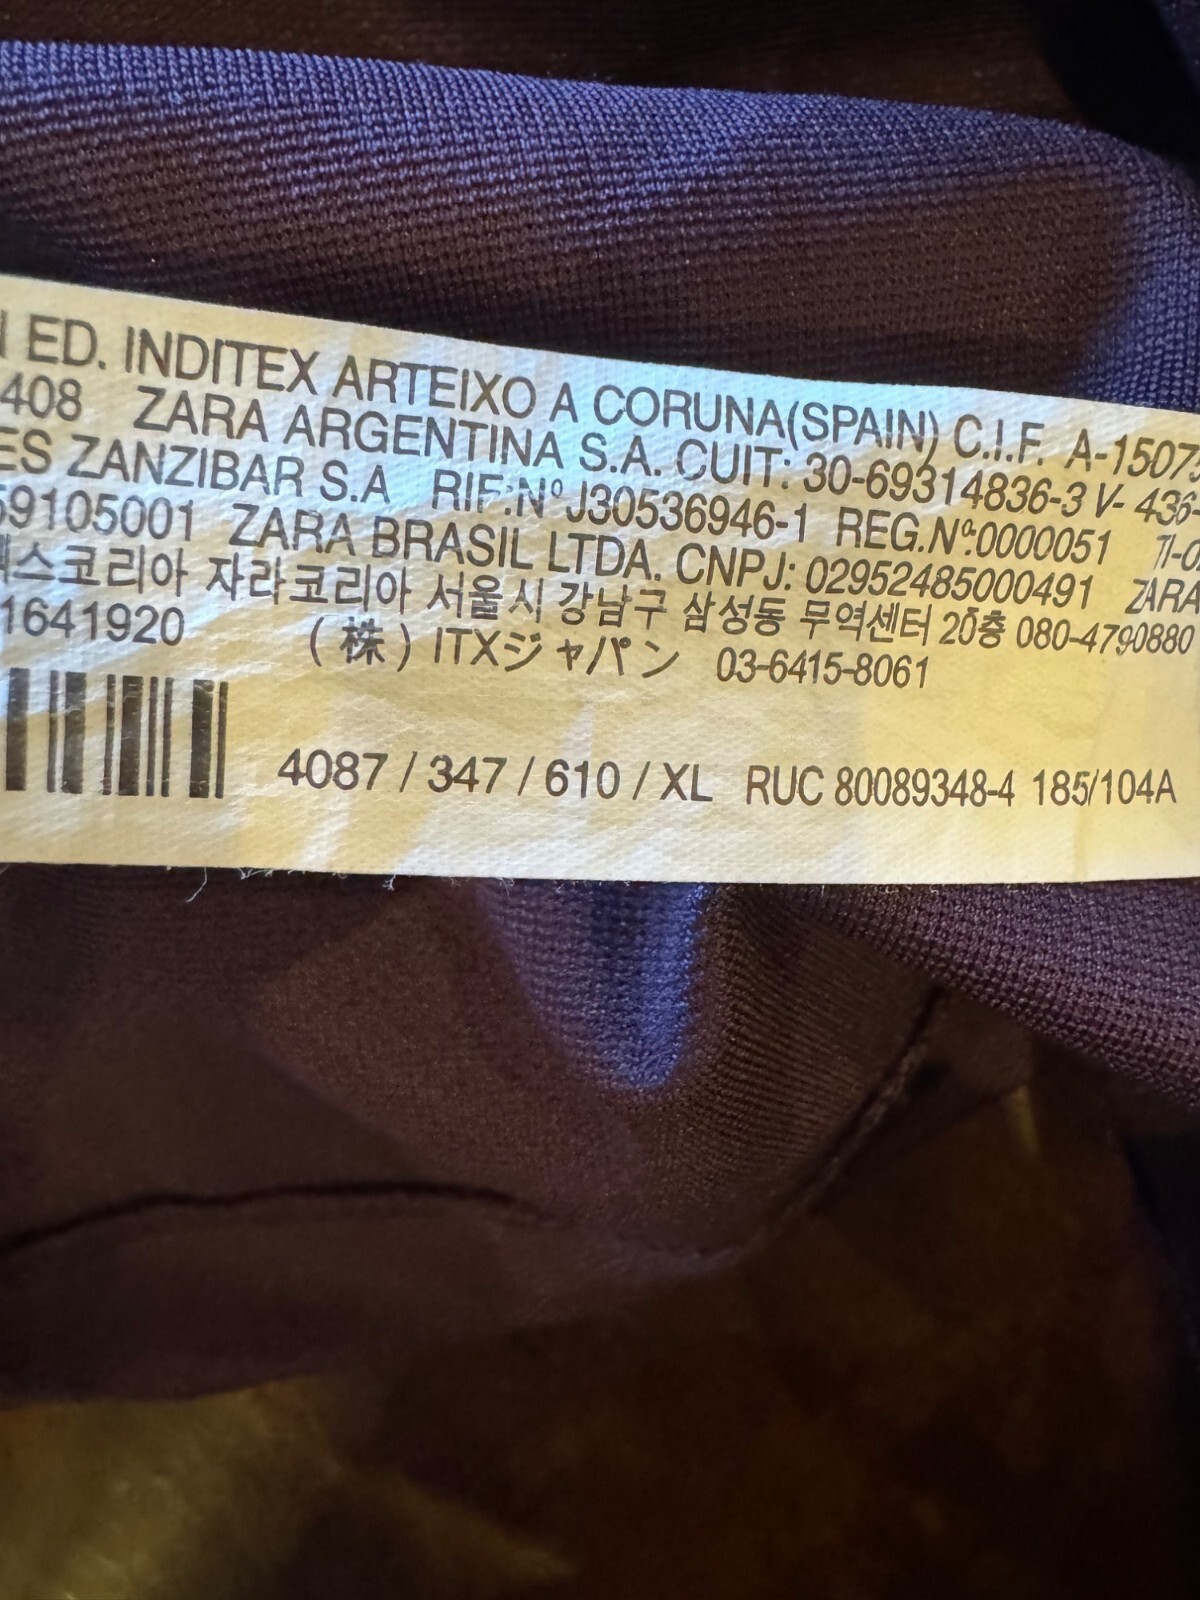 ED. INDITEX ARTEIXO A CORUNA(SPAIN) C.I.F. A-1507
408 ZARA ARGENTINA S.A. CUIT: 30-69314836-3 V- 436-
ES ZANZIBAR S.A RIF.:Nº J30536946-1 REG.Nº:0000051
59105001 ZARA BRASIL LTDA. CNPJ: 02952485000491 ZARA
스코리아 자라코리아 서울시 강남구 삼성동 무역센터 20층 080-4790880
1641920 (株) ITXジャパン 03-6415-8061
4087 / 347 / 610 / XL RUC 80089348-4 185/104A